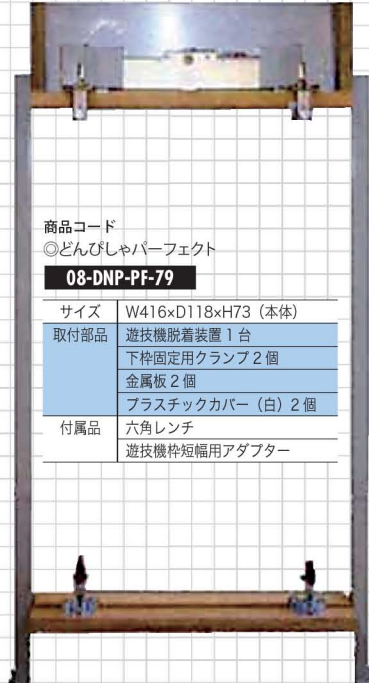 商品コード
◎どんぴしゃパーフェクト
08-DNP-PF-79
サイズ W416×D118×H73（本体）
取付部品 遊技機脱着装置 1 台
下枠固定用クランプ 2 個
金属板 2 個
プラスチックカバー（白）2 個
付属品 六角レンチ
遊技機枠短幅用アダプター